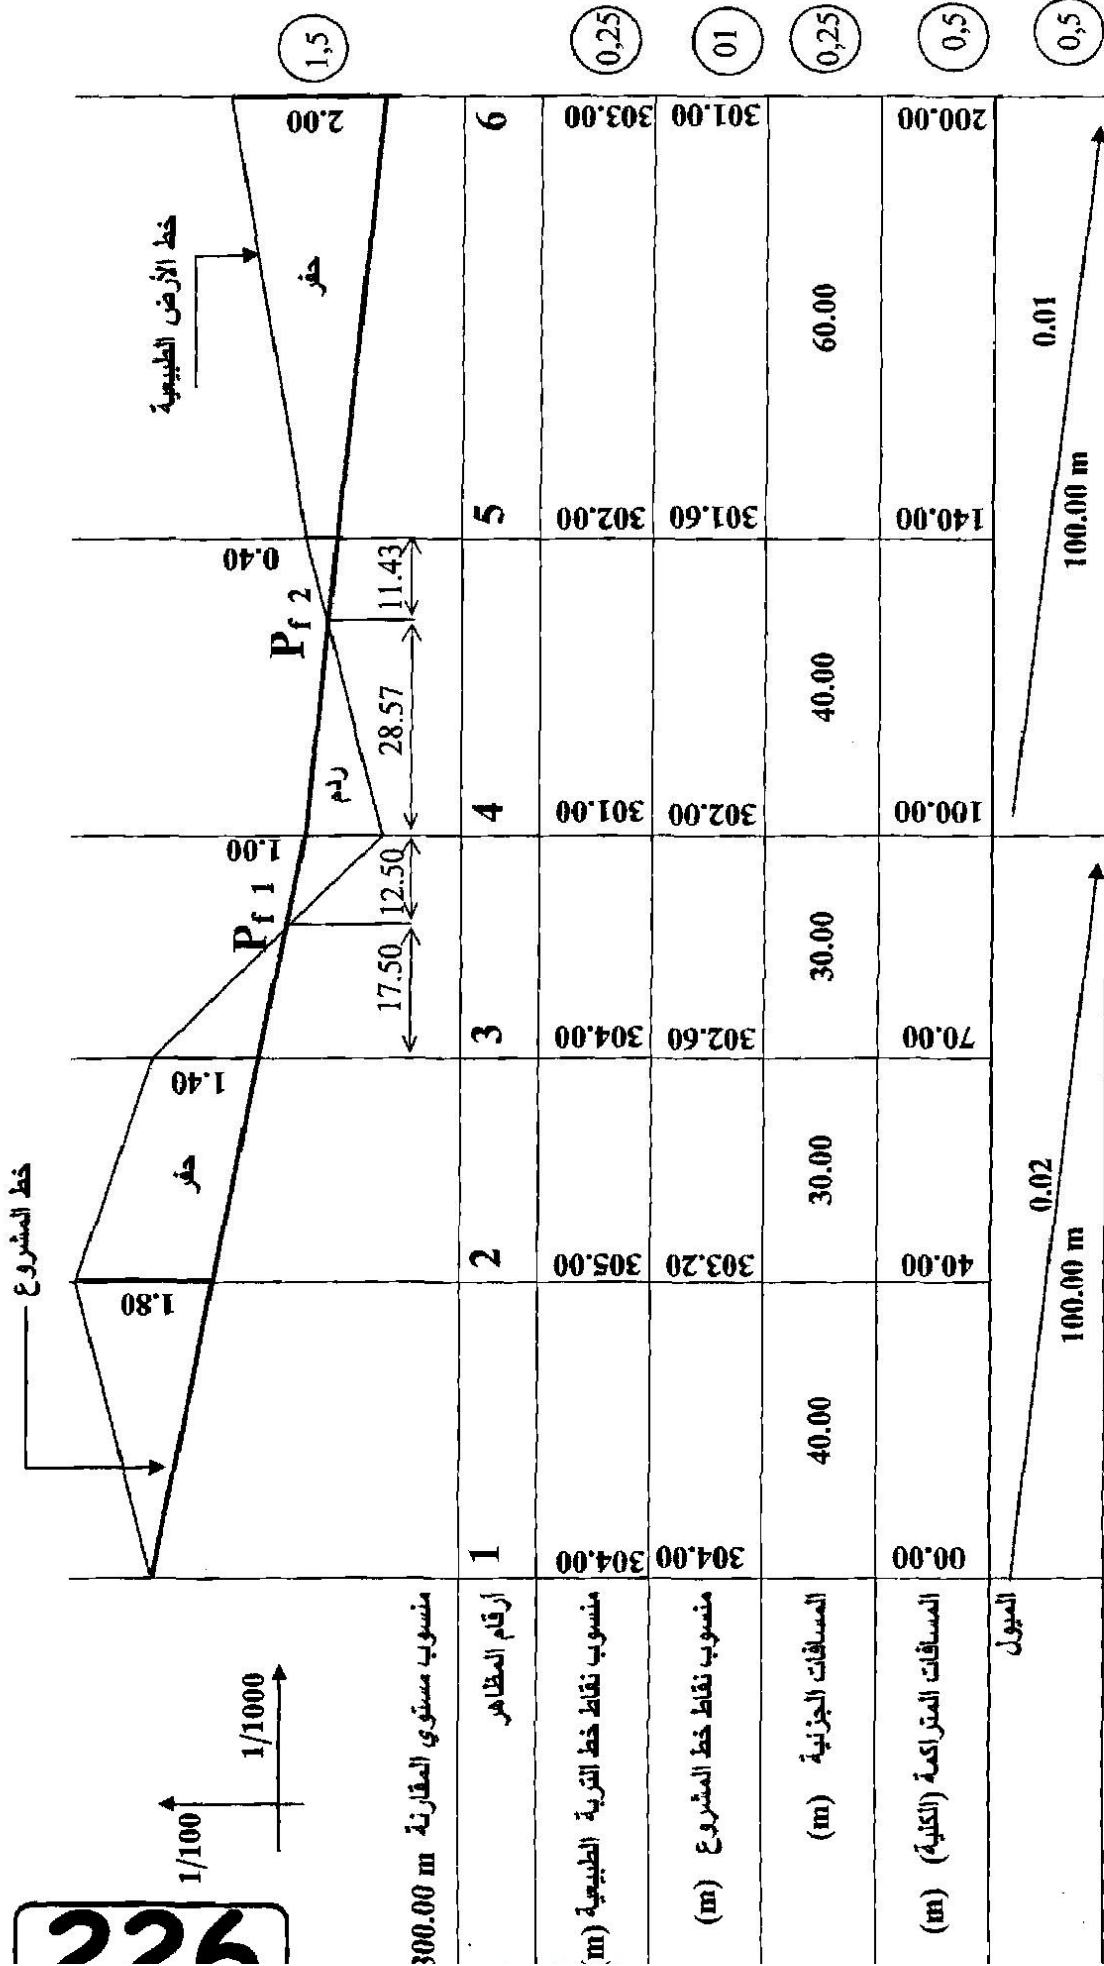 226
1/100
1/1000
خط المشروع
خط الأرض الطبيعية
1.80
حفر
1.40
P f 1
1.00
ردم
P f 2
0.40
حفر
2.00
1,5
17.50 12.50 28.57 11.43
منسوب مستوي المقارنة 300.00 m
أرقام المظاهر 1 2 3 4 5 6
منسوب نقاط خط التربة الطبيعية (m) 304.00 305.00 304.00 301.00 302.00 303.00 0,25
منسوب نقاط خط المشروع (m) 304.00 303.20 302.60 302.00 301.60 301.00 01
المسافات الجزئية (m) 40.00 30.00 30.00 40.00 60.00 0,25
المسافات المتراكمة (الكلية) (m) 00.00 40.00 70.00 100.00 140.00 200.00 0,5
الميول 0.02 0.01 0,5
100.00 m 100.00 m